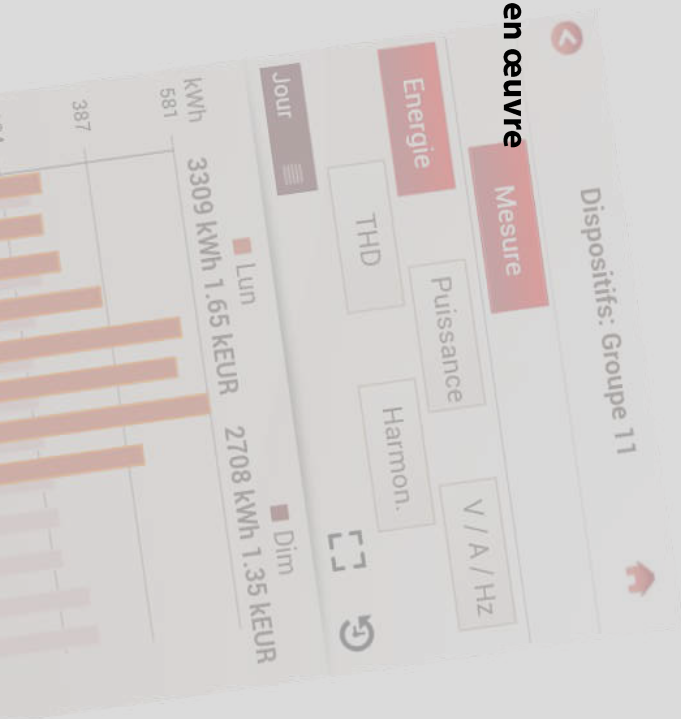 en œuvre
Dispositifs: Groupe 11
Mesure
Puissance
V / A / Hz
Energie
THD
Harmon.
Jour
Lun
Dim
kWh
3309 kWh 1.65 kEUR
2708 kWh 1.35 kEUR
581
387